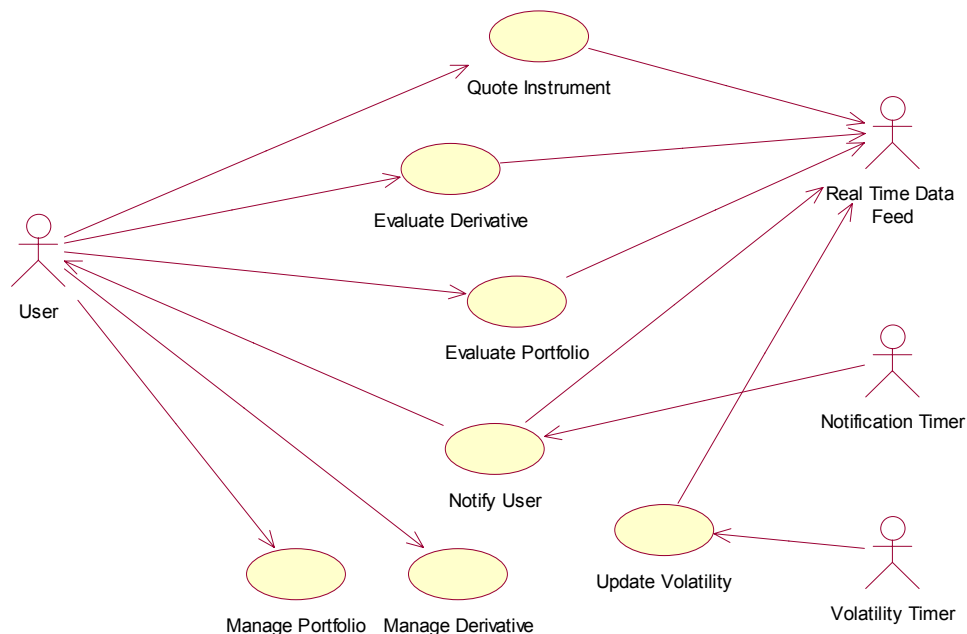 Quote Instrument
Real Time Data
Feed
Evaluate Derivative
User
Evaluate Portfolio
Notification Timer
Notify User
Update Volatility
Volatility Timer
Manage Portfolio
Manage Derivative